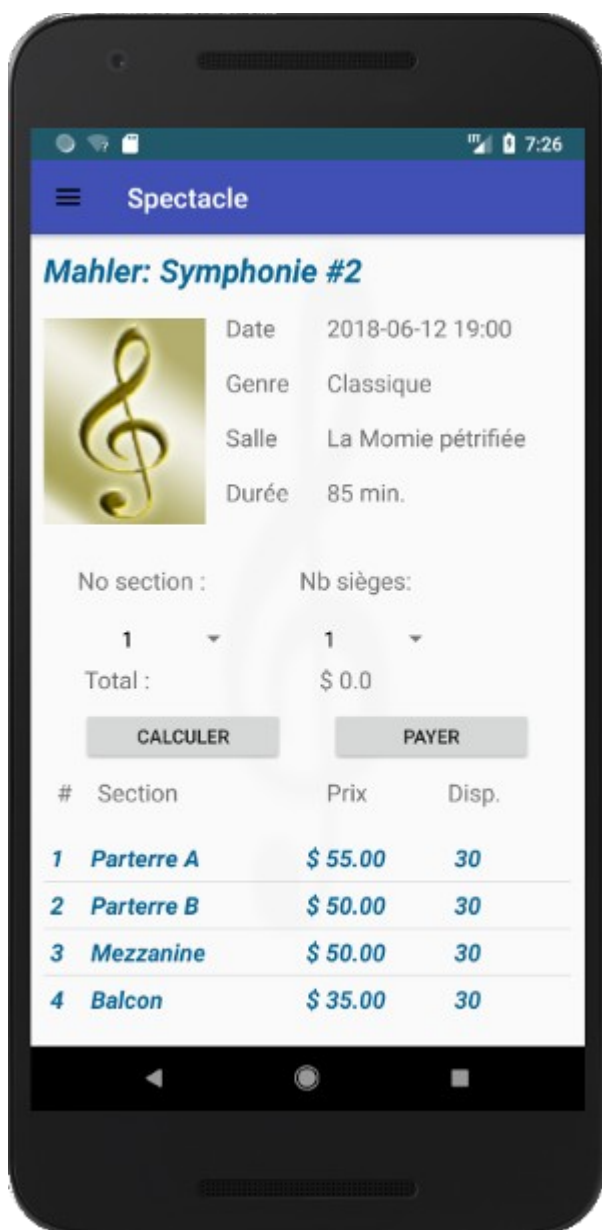 7:26
Spectacle
Mahler: Symphonie #2
Date 2018-06-12 19:00
Genre Classique
Salle La Momie pétrifiée
Durée 85 min.
No section : Nb sièges:
1 1
Total : $ 0.0
CALCULER PAYER
# Section Prix Disp.
1 Parterre A $ 55.00 30
2 Parterre B $ 50.00 30
3 Mezzanine $ 50.00 30
4 Balcon $ 35.00 30